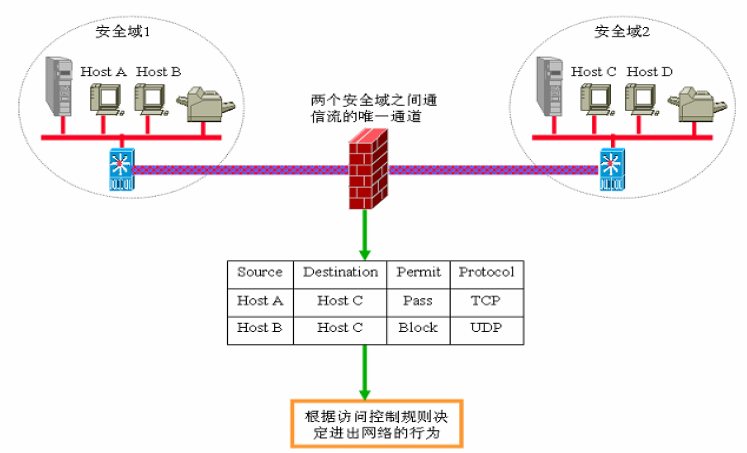 安全域1
安全域2
Host A
Host B
Host C
Host D
两个安全域之间通
信流的唯一通道
Source Destination Permit Protocol
Host A Host C Pass TCP
Host B Host C Block UDP
根据访问控制规则决
定进出网络的行为